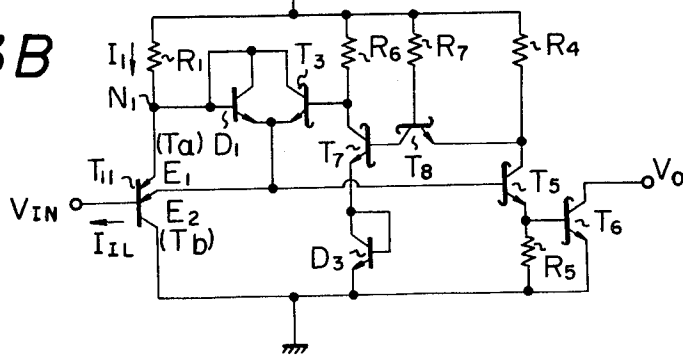 3B
I1
R1
N1
T3
R6
R7
R4
(Ta)
D1
T7
T8
T11
E1
T5
VO
VIN
E2
T6
IIL
(Tb)
D3
R5